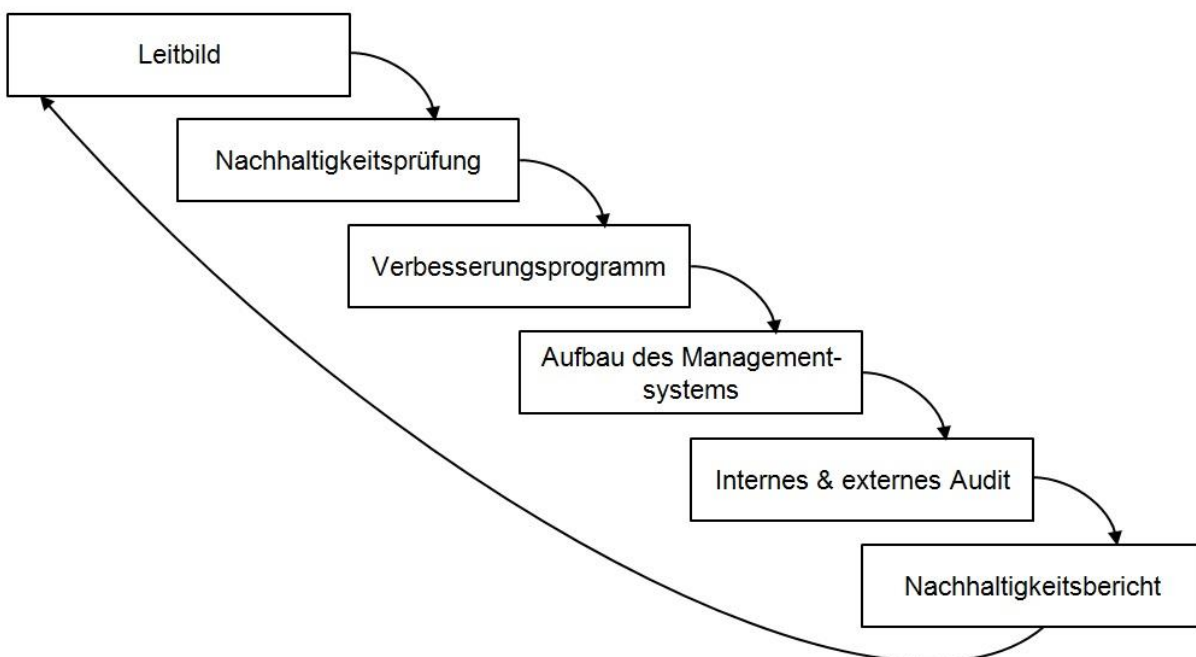 Leitbild
Nachhaltigkeitsprüfung
Verbesserungsprogramm
Aufbau des Management-
systems
Internes & externes Audit
Nachhaltigkeitsbericht